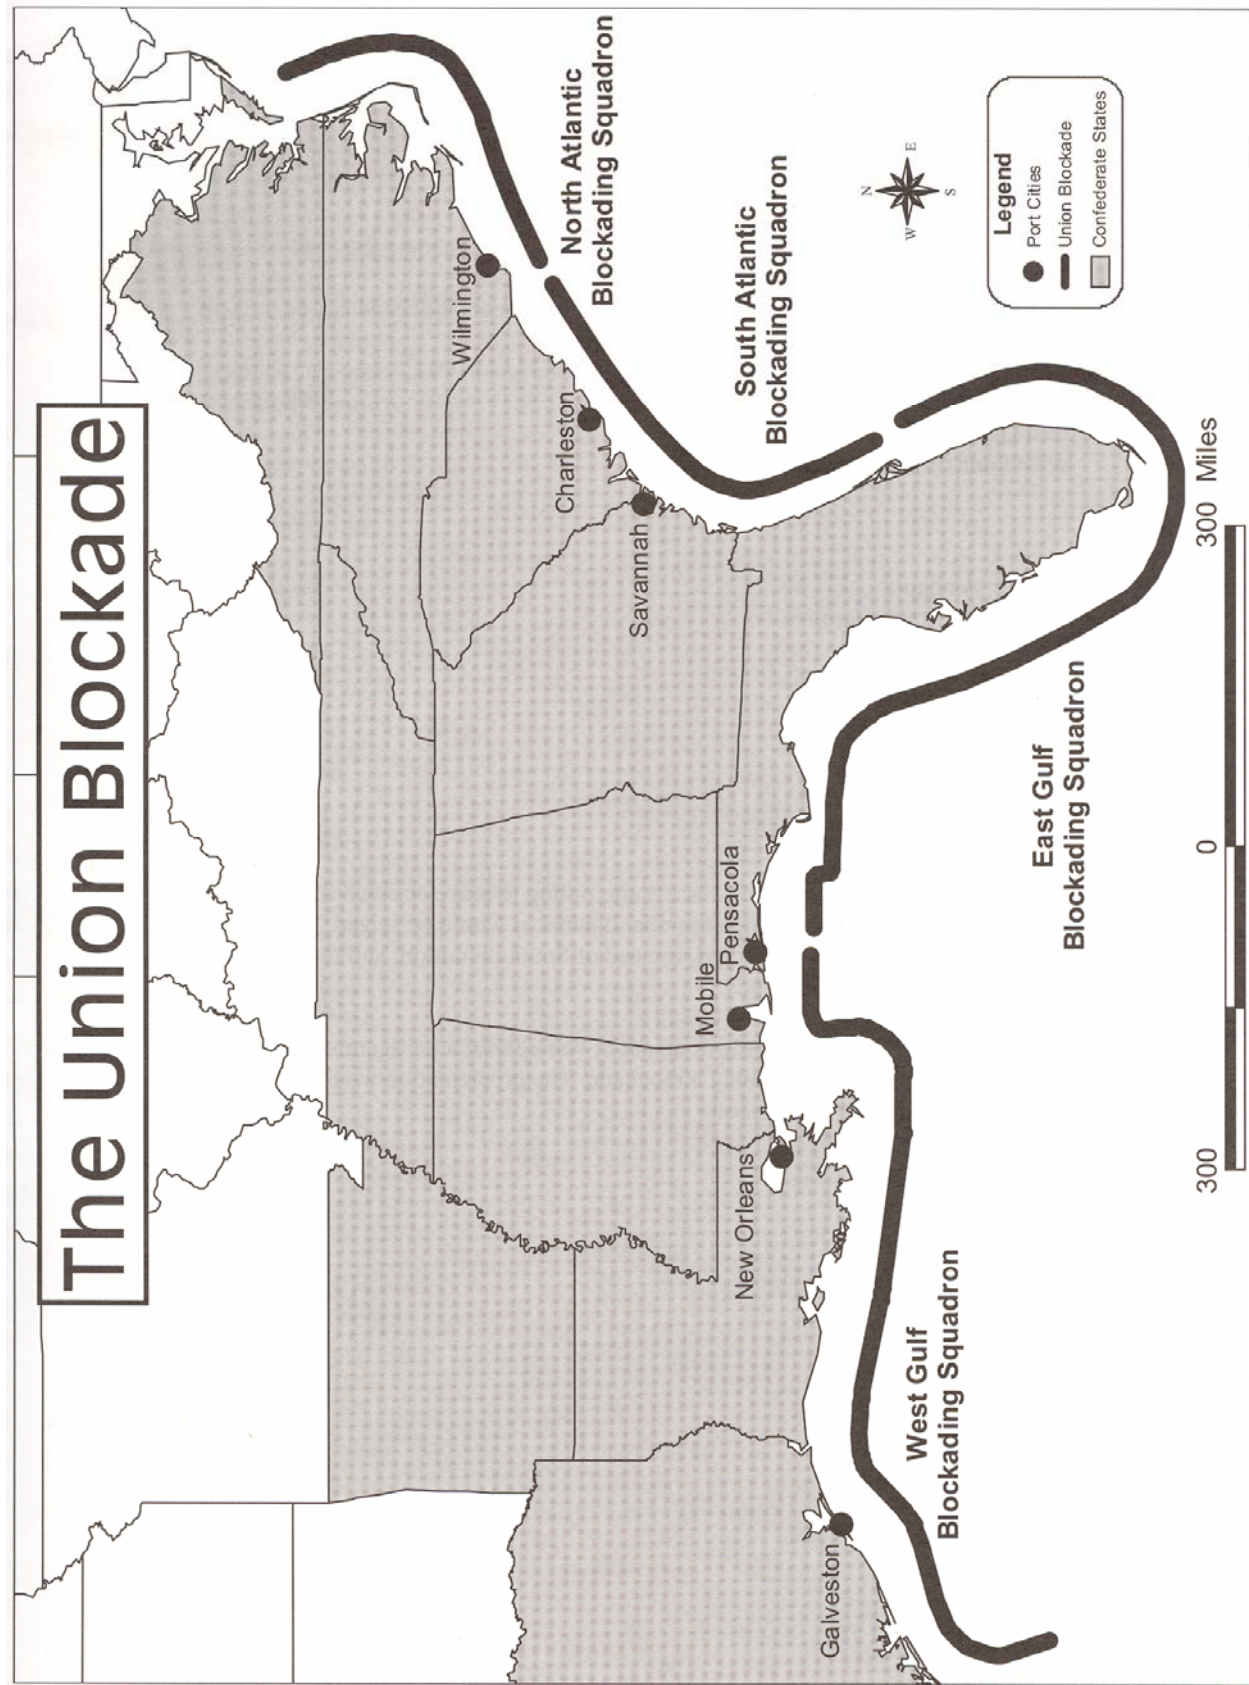 The Union Blockade
Wilmington
North Atlantic
Blockading Squadron
Charleston
Savannah
South Atlantic
Blockading Squadron
Mobile
Pensacola
New Orleans
Galveston
East Gulf
Blockading Squadron
West Gulf
Blockading Squadron
N
W
E
S
Legend
Port Cities
Union Blockade
Confederate States
300
0
300 Miles